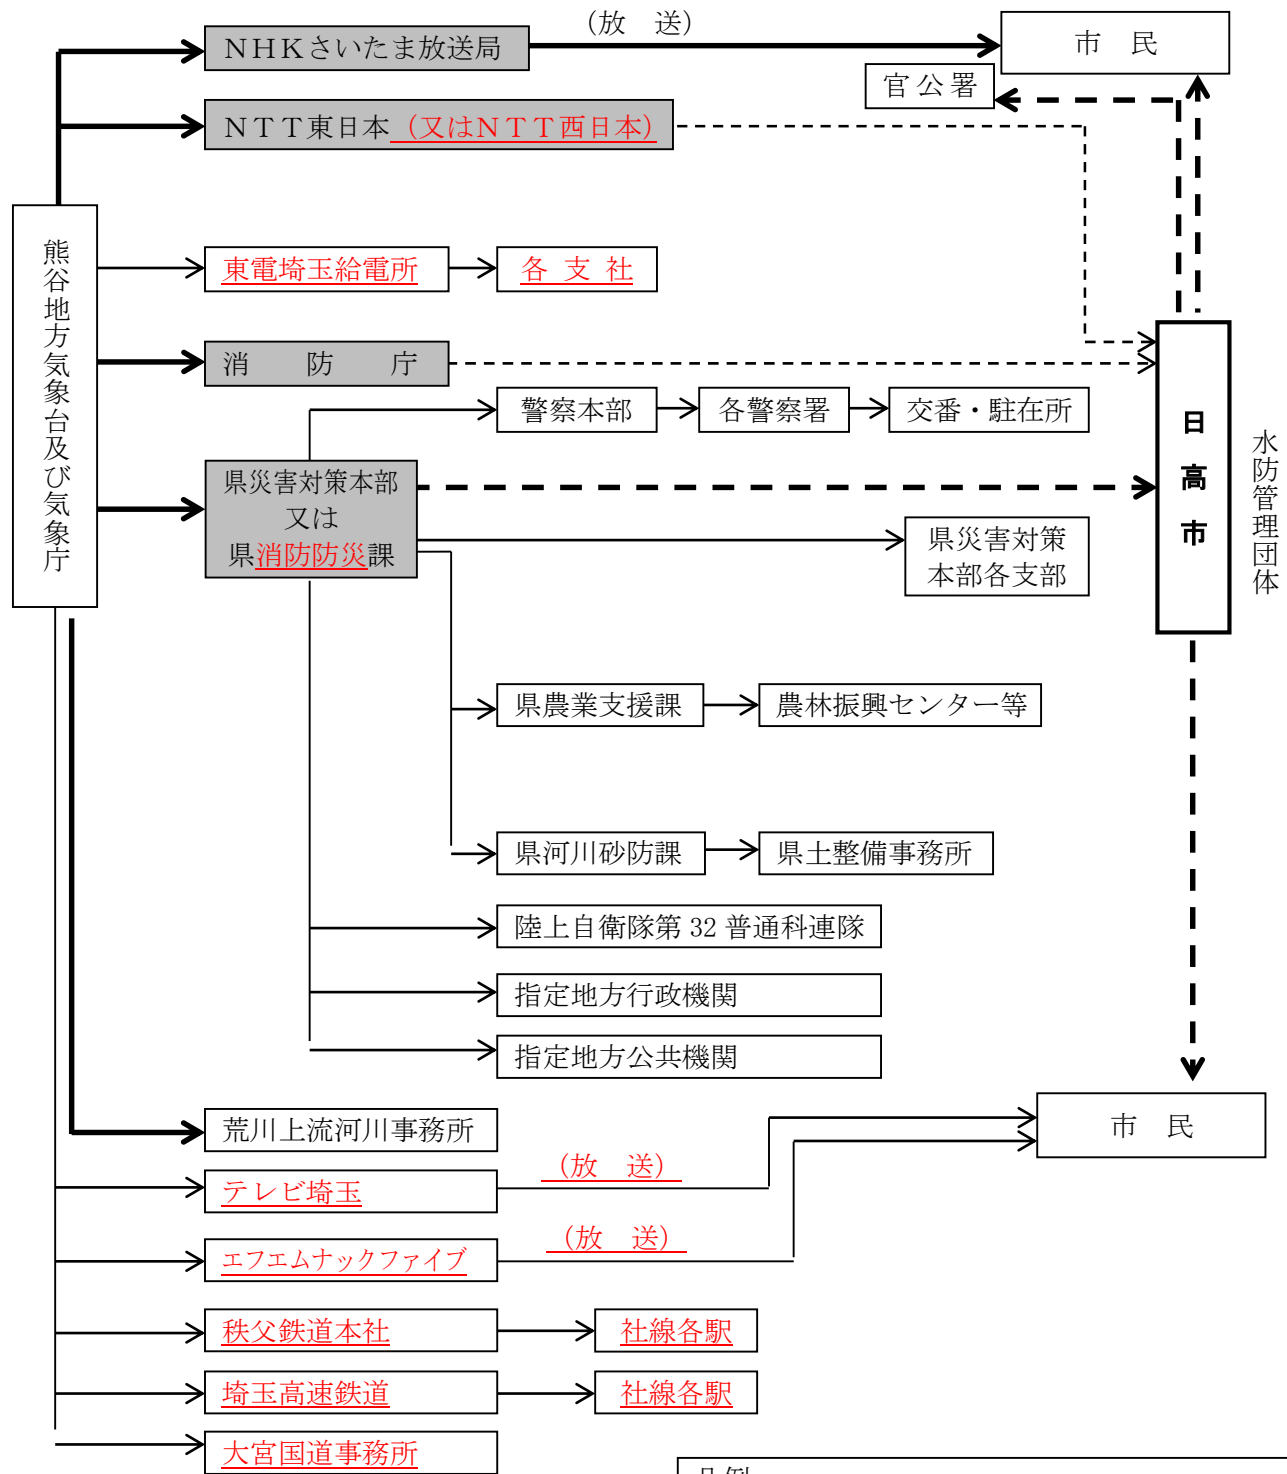 （放　送）
ＮＨＫさいたま放送局
市　民
官公署
ＮＴＴ東日本（又はＮＴＴ西日本）
熊谷地方気象台及び気象庁
東電埼玉給電所
各 支 社
消　防　庁
警察本部
各警察署
交番・駐在所
日高市
水防管理団体
県災害対策本部
又は
県消防防災課
県災害対策
本部各支部
県農業支援課
農林振興センター等
県河川砂防課
県土整備事務所
陸上自衛隊第 32 普通科連隊
指定地方行政機関
指定地方公共機関
荒川上流河川事務所
市　民
（放　送）
テレビ埼玉
（放　送）
エフエムナックファイブ
秩父鉄道本社
社線各駅
埼玉高速鉄道
社線各駅
大宮国道事務所
凡例